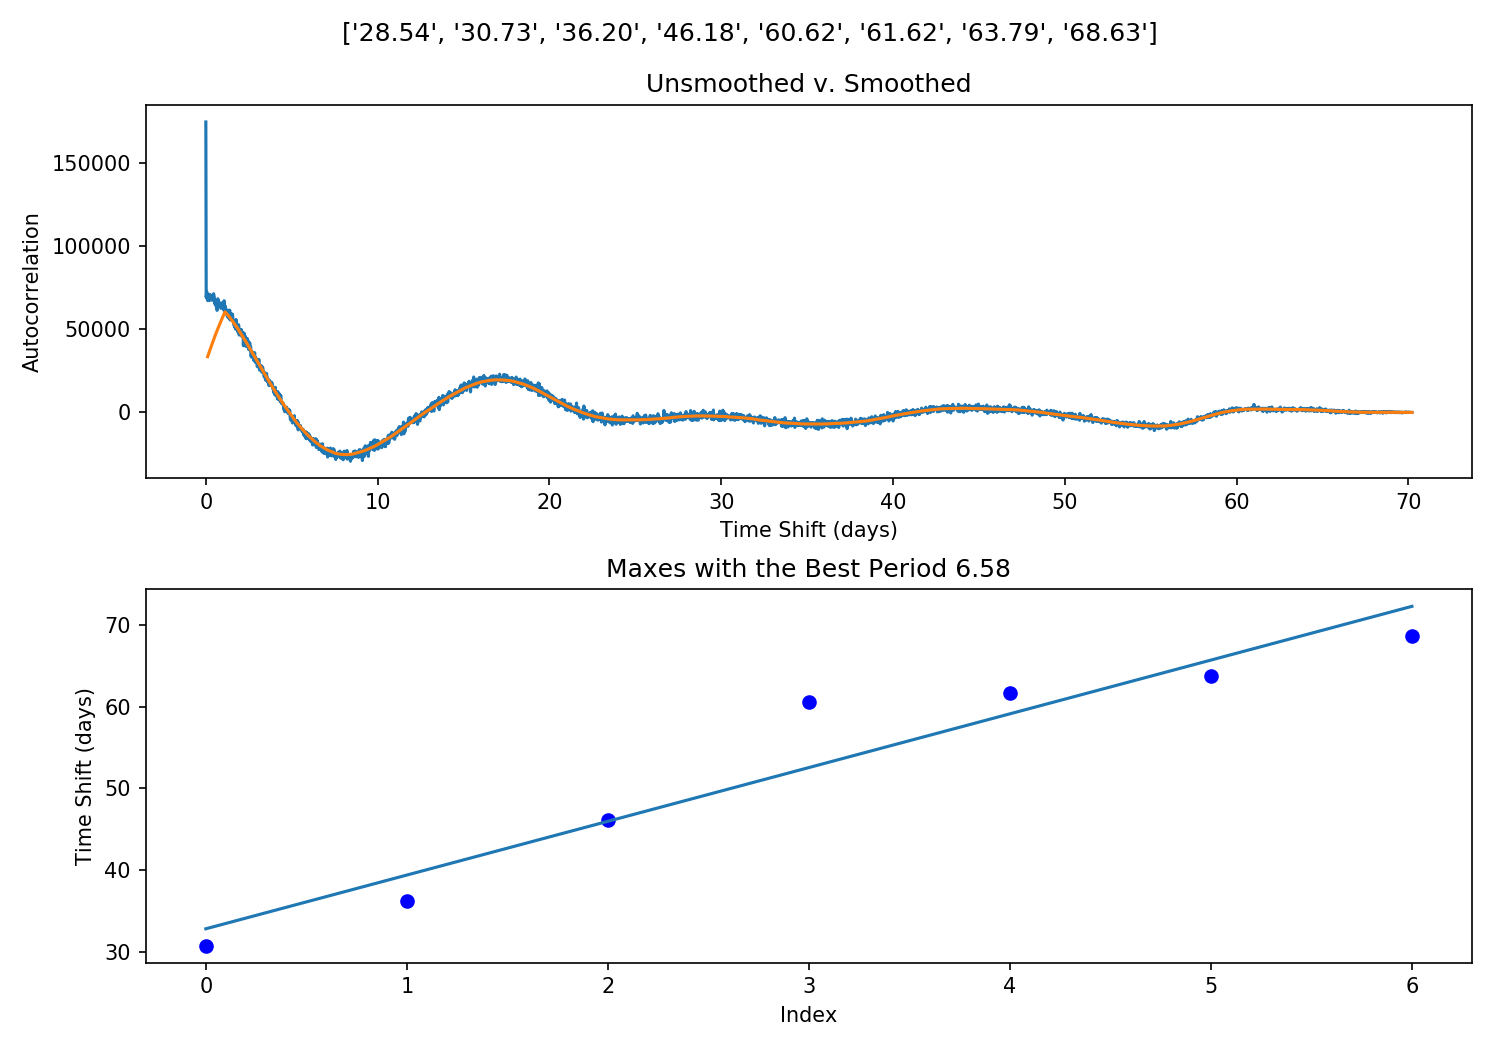 ['28.54', '30.73', '36.20', '46.18', '60.62', '61.62', '63.79', '68.63']
Unsmoothed v. Smoothed
Autocorrelation
150000
100000
50000
0
0 10 20 30 40 50 60 70
Time Shift (days)
Maxes with the Best Period 6.58
Time Shift (days)
70
60
50
40
30
0 1 2 3 4 5 6
Index